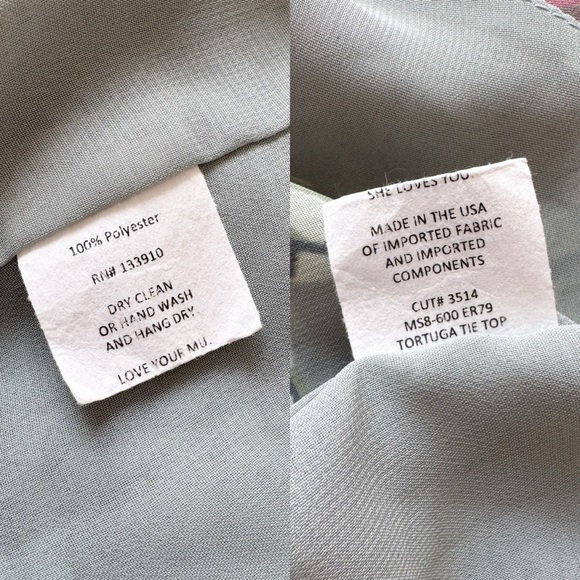 100% Polyester
RN# 133910
DRY CLEAN
OR HAND WASH
AND HANG DRY.
LOVE YOUR MU.
SHE LOVES YOU.
MADE IN THE USA
OF IMPORTED FABRIC
AND IMPORTED
COMPONENTS
CUT# 3514
MS8-600 ER79
TORTUGA TIE TOP